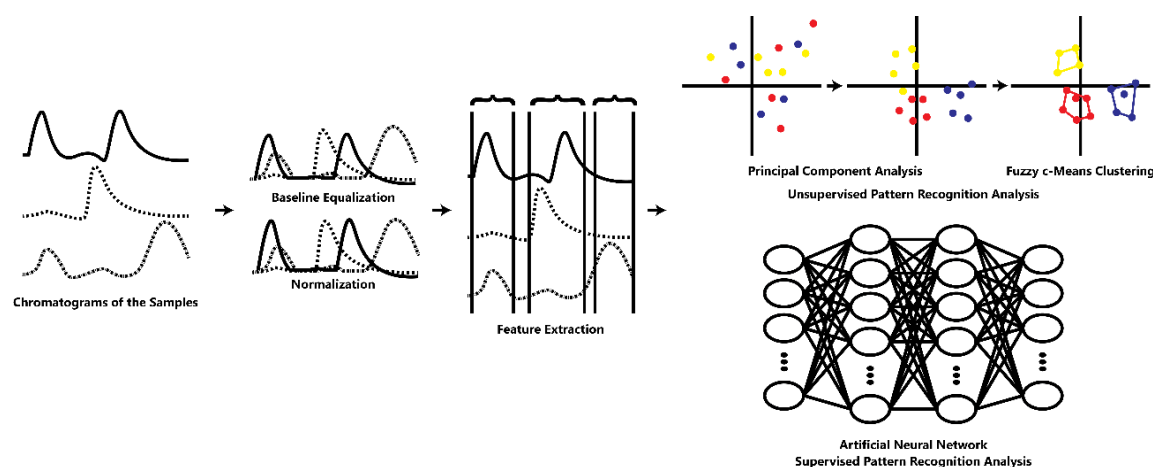 Chromatograms of the Samples
Baseline Equalization
Normalization
Feature Extraction
Principal Component Analysis
Fuzzy c-Means Clustering
Unsupervised Pattern Recognition Analysis
Artificial Neural Network
Supervised Pattern Recognition Analysis